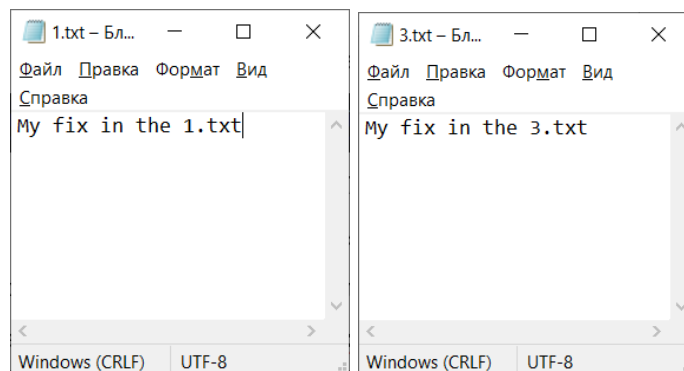 1.txt – Бл...
Файл Правка Формат Вид
Справка
My fix in the 1.txt
Windows (CRLF) UTF-8
3.txt – Бл...
Файл Правка Формат Вид
Справка
My fix in the 3.txt
Windows (CRLF) UTF-8